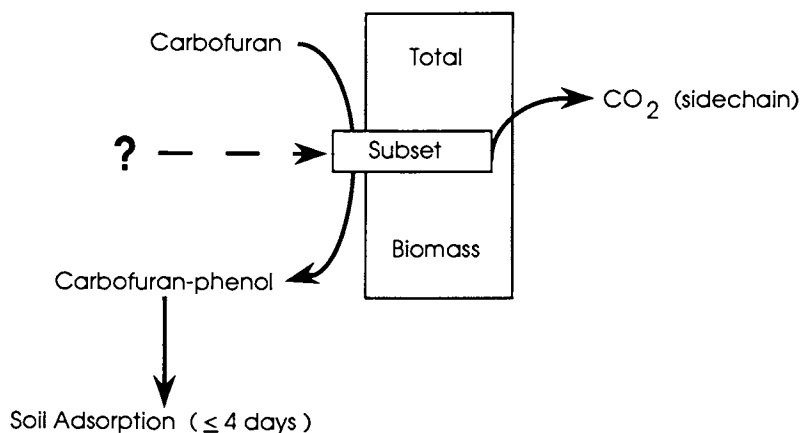 Carbofuran
Total
CO₂ (sidechain)
? Subset
Biomass
Carbofuran-phenol
Soil Adsorption (≤ 4 days)